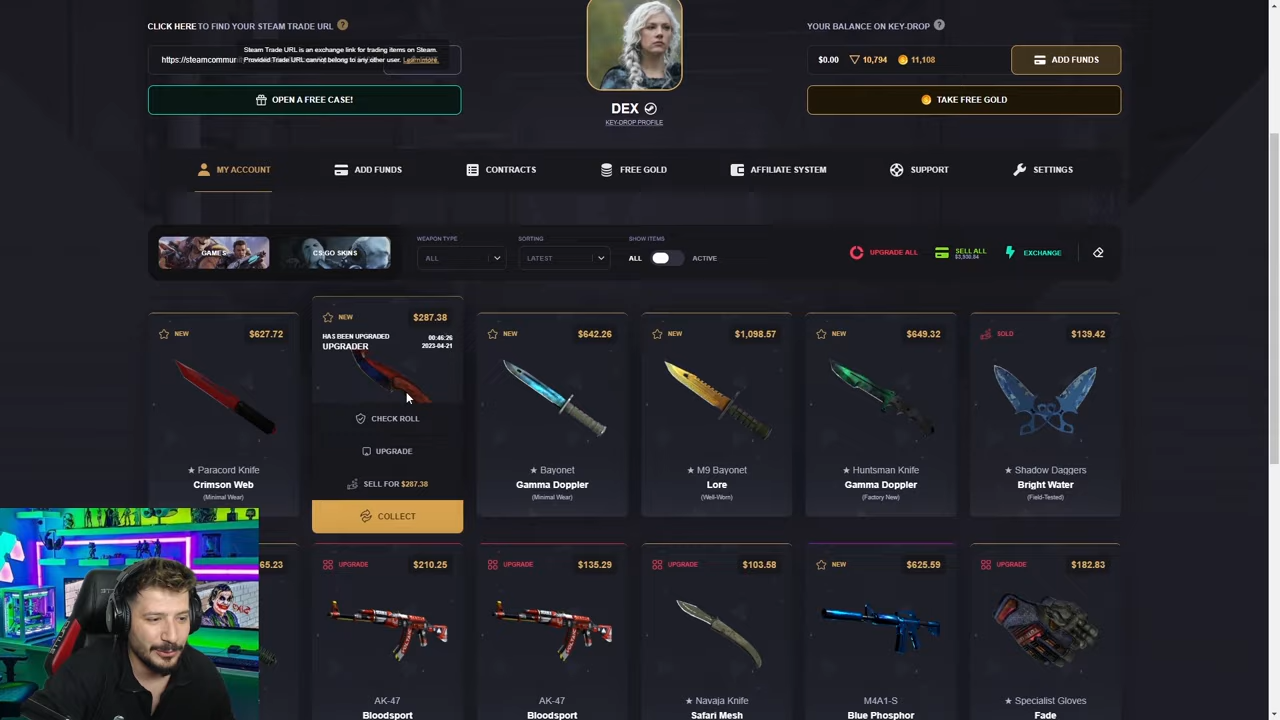 CLICK HERE TO FIND YOUR STEAM TRADE URL ?
Steam Trade URL is an exchange link for trading items on Steam.
https://steamcommu
Provided Trade URL cannot belong to any other user. Learn more.
OPEN A FREE CASE!
DEX
KEY-DROP PROFILE
YOUR BALANCE ON KEY-DROP ?
$0.00 10,794 11,108
ADD FUNDS
TAKE FREE GOLD
MY ACCOUNT
ADD FUNDS
CONTRACTS
FREE GOLD
AFFILIATE SYSTEM
SUPPORT
SETTINGS
GAMES
CS:GO SKINS
WEAPON TYPE
ALL
SORTING
LATEST
SHOW ITEMS
ALL ACTIVE
UPGRADE ALL
SELL ALL
EXCHANGE
NEW $627.72
★ Paracord Knife
Crimson Web
(Minimal Wear)
NEW $287.38
HAS BEEN UPGRADED 00:46:26
UPGRADER 2023-04-21
CHECK ROLL
UPGRADE
SELL FOR $287.38
COLLECT
NEW $642.26
★ Bayonet
Gamma Doppler
(Minimal Wear)
NEW $1,098.57
★ M9 Bayonet
Lore
(Well-Worn)
NEW $649.32
★ Huntsman Knife
Gamma Doppler
(Factory New)
SOLD $139.42
★ Shadow Daggers
Bright Water
(Field-Tested)
65.23
UPGRADE $210.25
AK-47
Bloodsport
UPGRADE $135.29
AK-47
Bloodsport
UPGRADE $103.58
★ Navaja Knife
Safari Mesh
NEW $625.59
M4A1-S
Blue Phosphor
UPGRADE $182.83
★ Specialist Gloves
Fade